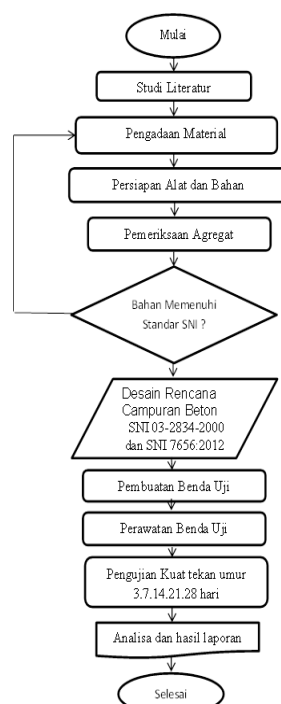 Mulai
Studi Literatur
Pengadaan Material
Persiapan Alat dan Bahan
Pemeriksaan Agregat
Bahan Memenuhi
Standar SNI ?
Desain Rencana
Campuran Beton
SNI 03-2834-2000
dan SNI 7656:2012
Pembuatan Benda Uji
Perawatan Benda Uji
Pengujian Kuat tekan umur
3.7.14.21.28 hari
Analisa dan hasil laporan
Selesai